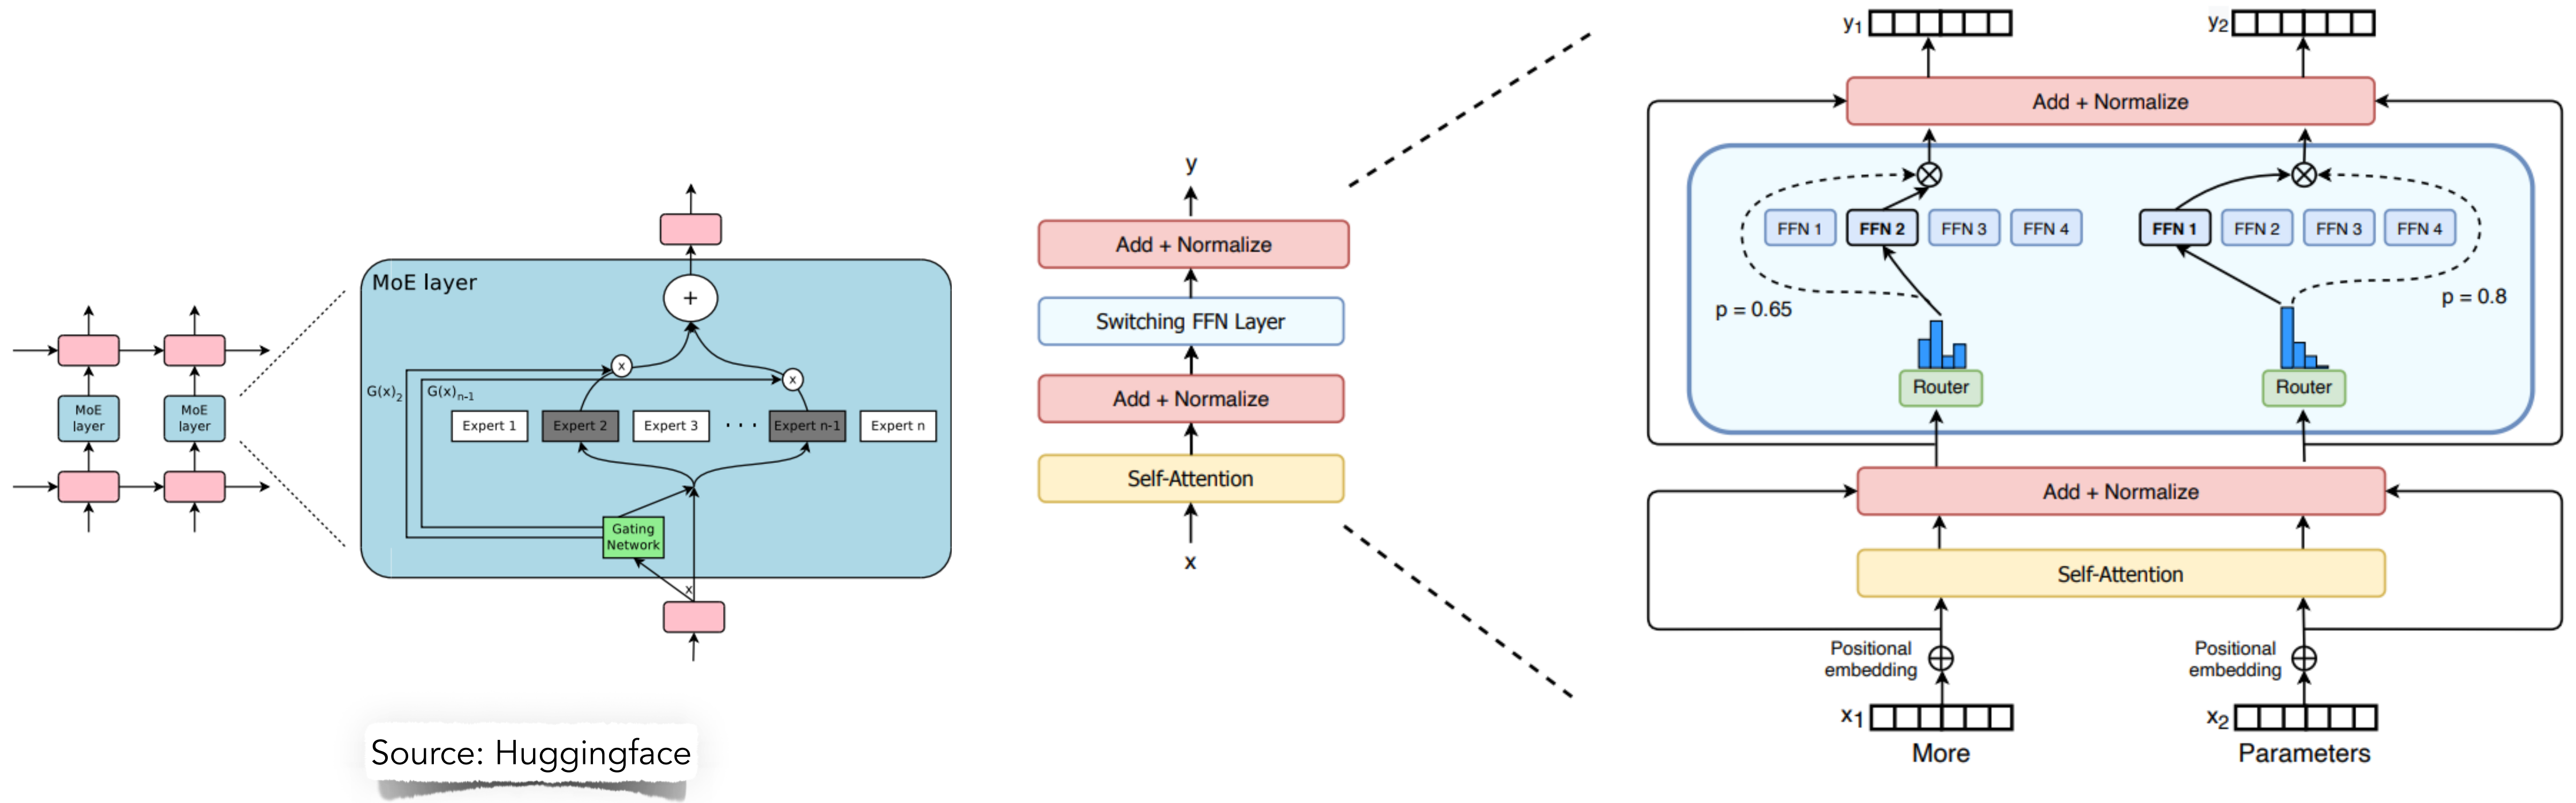 MoE layer
+
x
x
G(x)2
G(x)n-1
MoE
layer
MoE
layer
Expert 1
Expert 2
Expert 3
. . .
Expert n-1
Expert n
Gating
Network
x
Source: Huggingface
y
Add + Normalize
Switching FFN Layer
Add + Normalize
Self-Attention
x
y1
y2
Add + Normalize
FFN 1
FFN 2
FFN 3
FFN 4
FFN 1
FFN 2
FFN 3
FFN 4
p = 0.65
p = 0.8
Router
Router
Add + Normalize
Self-Attention
Positional
embedding
Positional
embedding
x1
x2
More
Parameters